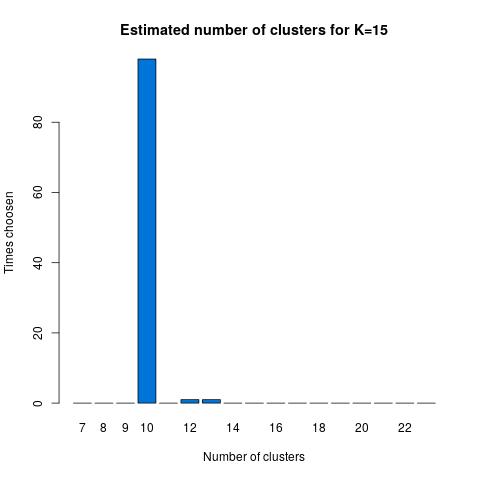 Estimated number of clusters for K=15
Times choosen
80
60
40
20
0
7 8 9 10 12 14 16 18 20 22
Number of clusters